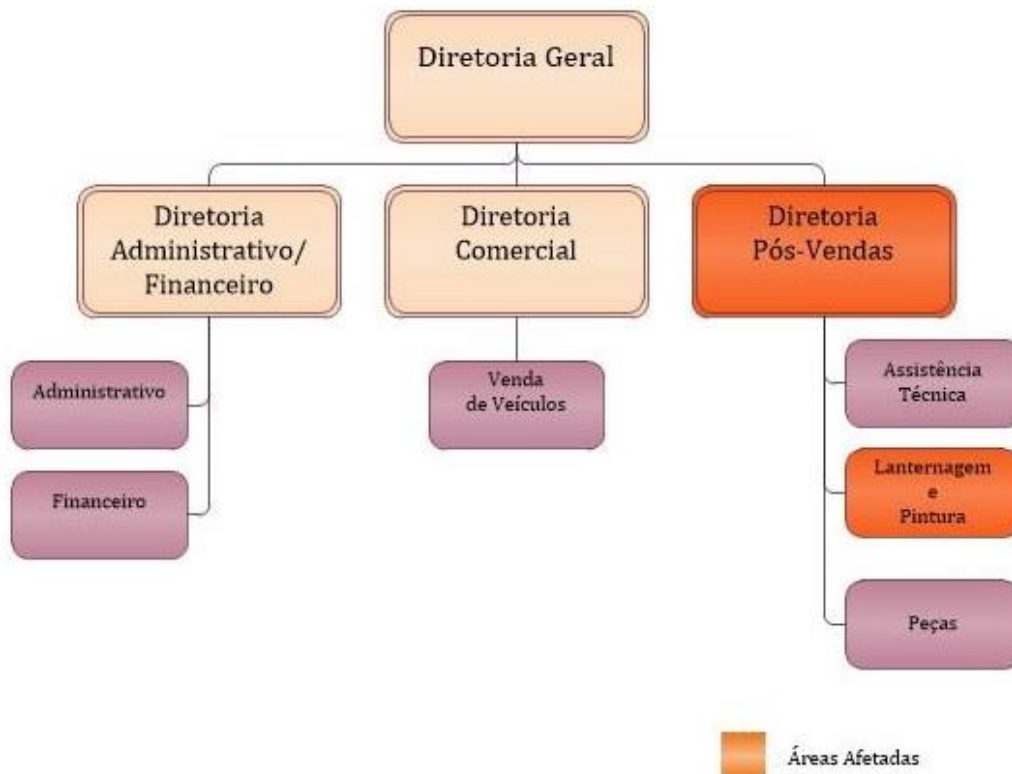 Diretoria Geral
Diretoria
Administrativo/
Financeiro
Diretoria
Comercial
Diretoria
Pós-Vendas
Administrativo
Financeiro
Venda
de Veículos
Assistência
Técnica
Lanternagem
e
Pintura
Peças
Áreas Afetadas